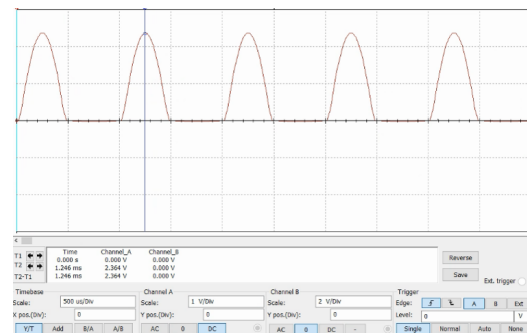 <
Time Channel_A Channel_B
T1 0.000 s 0.000 V 0.000 V
T2 1.246 ms 2.364 V 0.000 V
T2-T1 1.246 ms 2.364 V 0.000 V
Reverse
Save
Ext. trigger
Timebase Channel A Channel B Trigger
Scale: 500 us/Div Scale: 1 V/Div Scale: 2 V/Div Edge: A B Ext
X pos.(Div): 0 Y pos.(Div): 0 Y pos.(Div): 0 Level: 0 V
Y/T Add B/A A/B AC 0 DC AC 0 DC - Single Normal Auto None